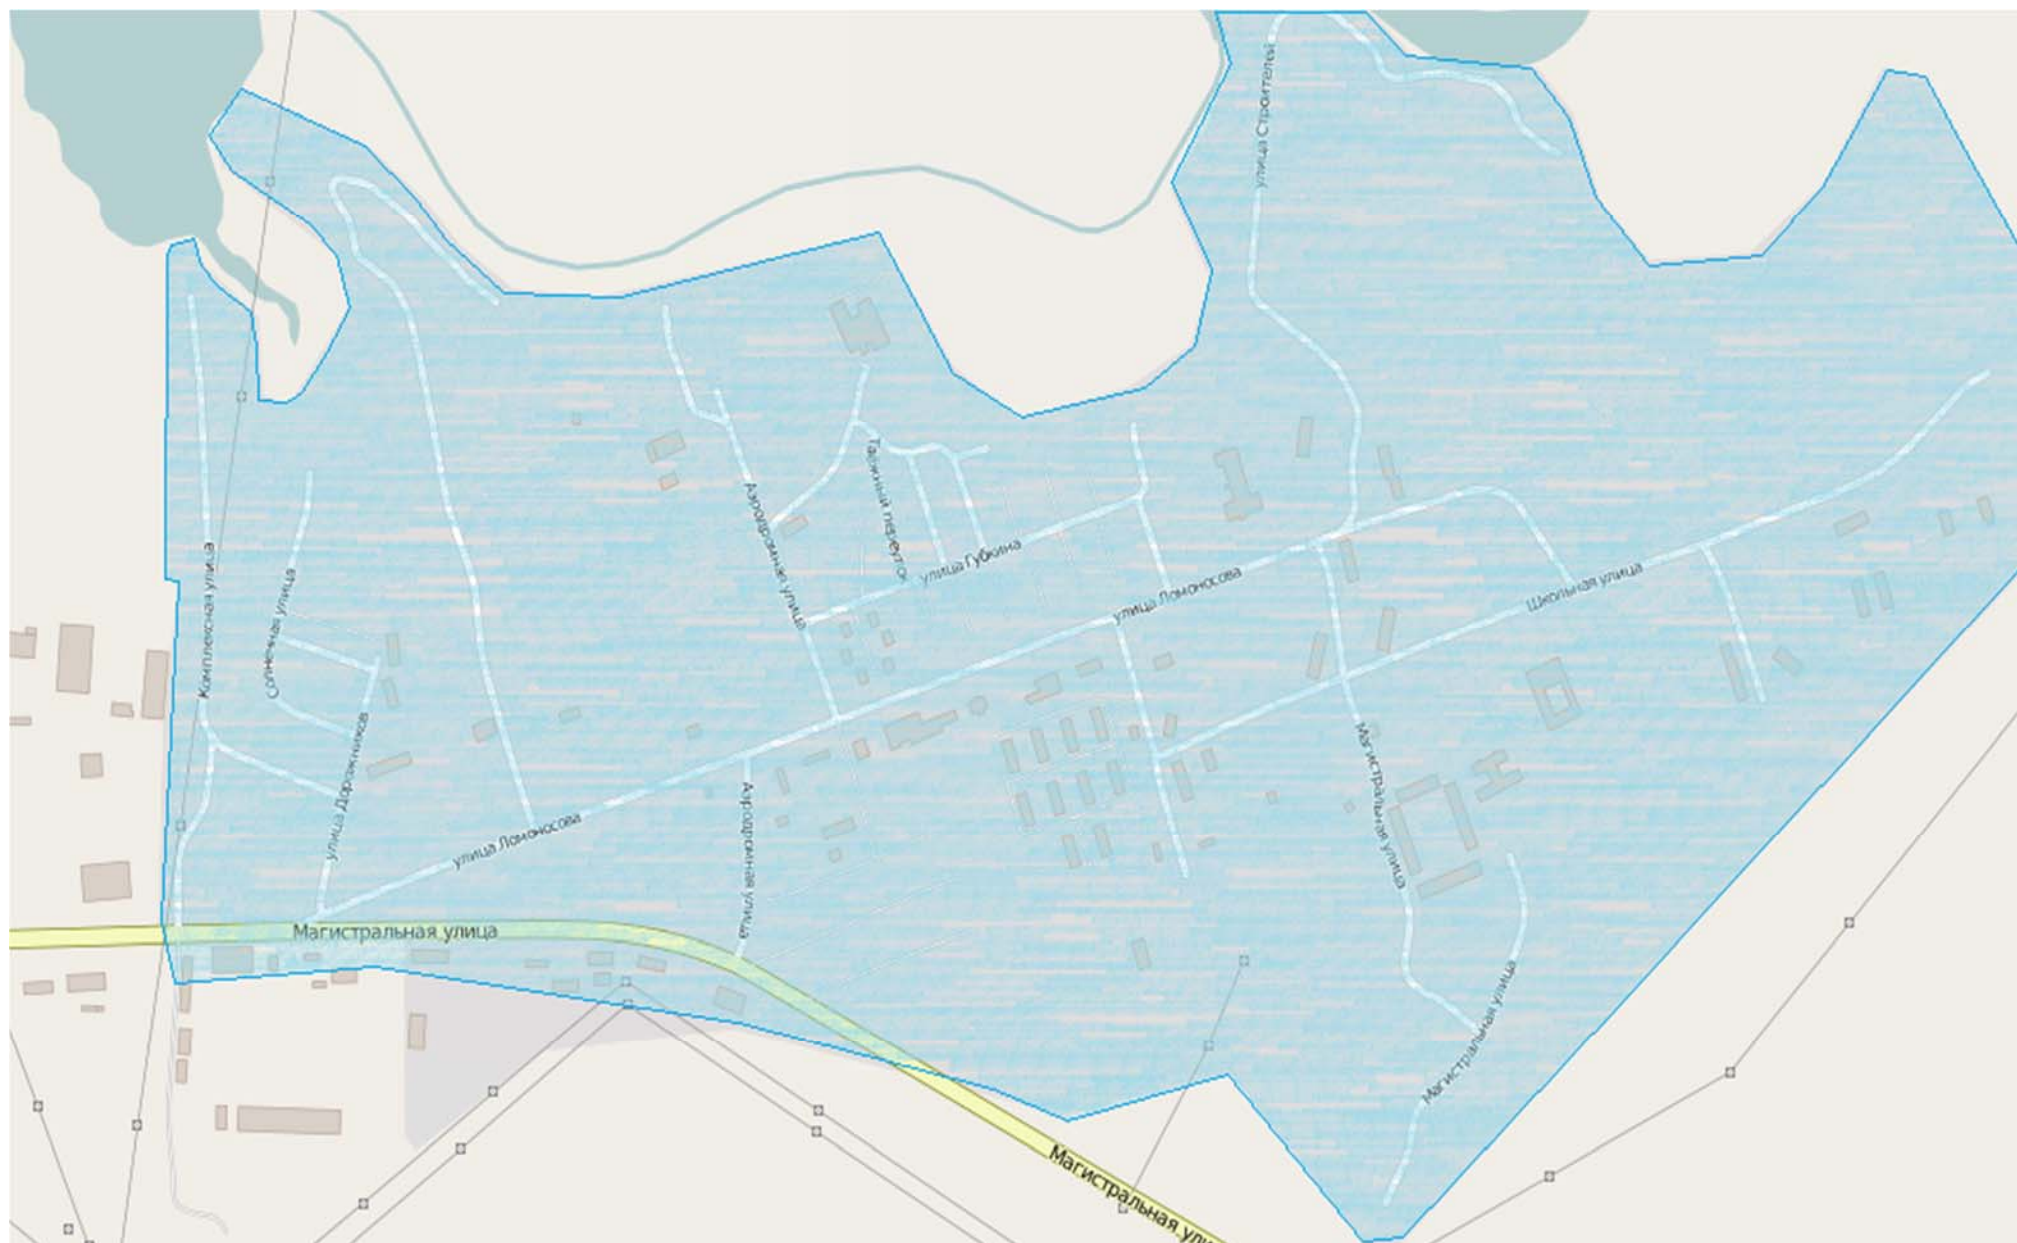 улица Строителей
Таёжный переулок
Аэродромная улица
улица Губкина
Комплексная улица
Солнечная улица
улица Ломоносова
Школьная улица
улица Дорожников
Магистральная улица
улица Ломоносова
Аэродромная улица
Магистральная улица
Магистральная улица
Магистральная ули